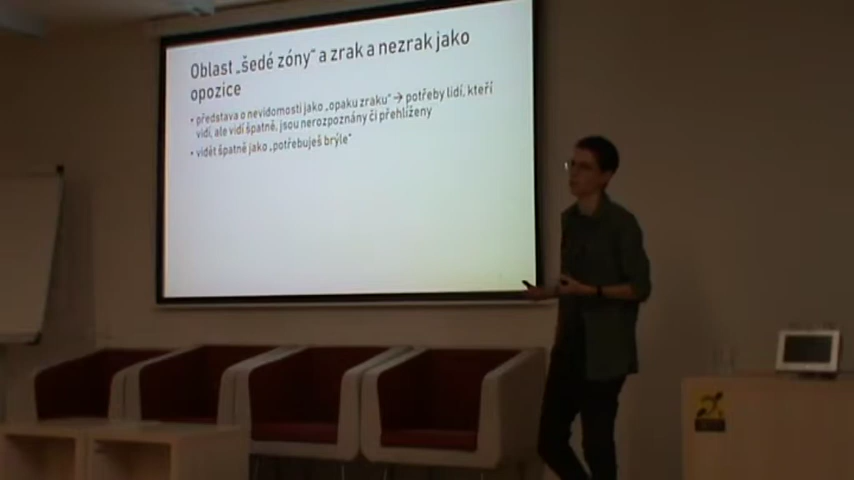 Oblast „šedé zóny“ a zrak a nezrak jako
opozice
• představa o nevidomosti jako „opaku zraku“ → potřeby lidí, kteří
vidí, ale vidí špatně, jsou nerozpoznány či přehlíženy
• vidět špatně jako „potřebuješ brýle“